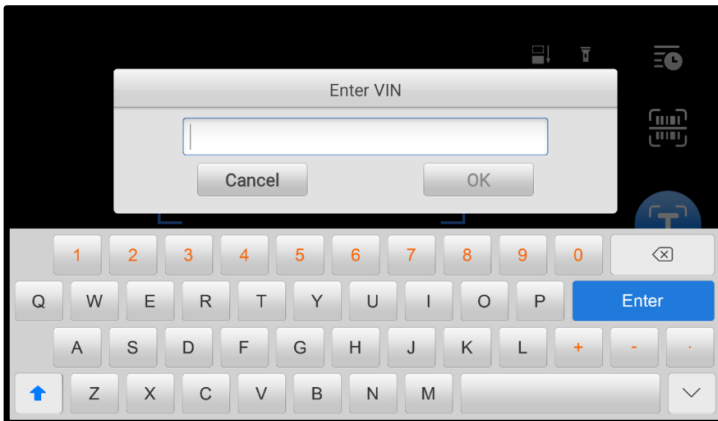 Enter VIN
Cancel OK
T
1 2 3 4 5 6 7 8 9 0
Q W E R T Y U I O P Enter
A S D F G H J K L + - .
Z X C V B N M